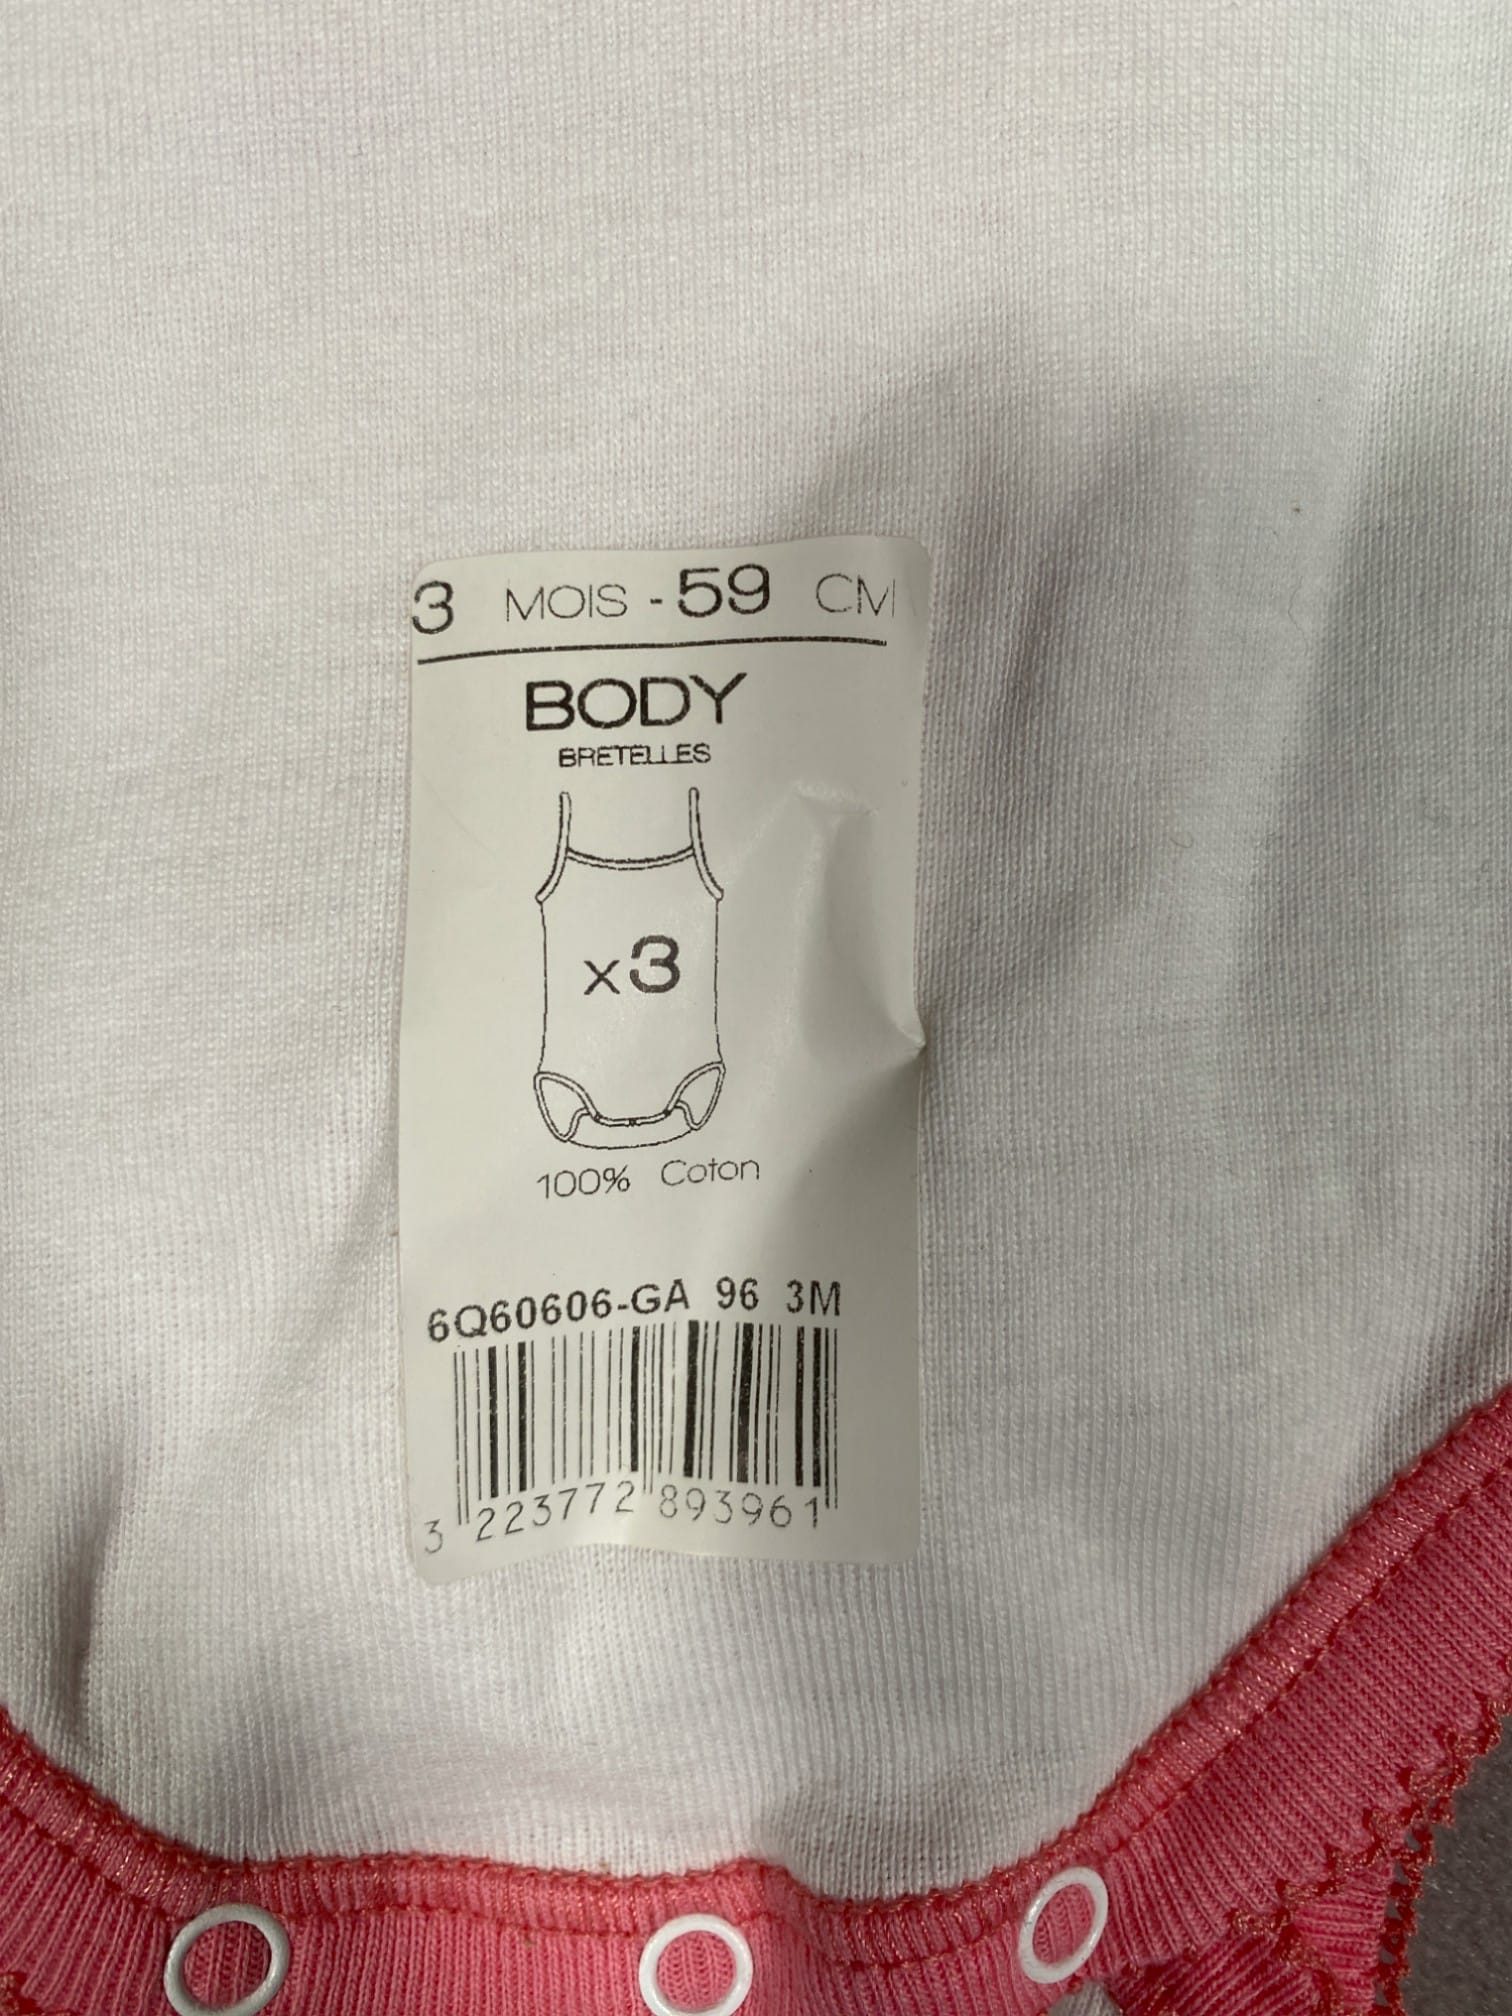 3 MOIS - 59 CM
BODY
BRETELLES
x3
100% Coton
6Q60606-GA 96 3M
3 223772 893961